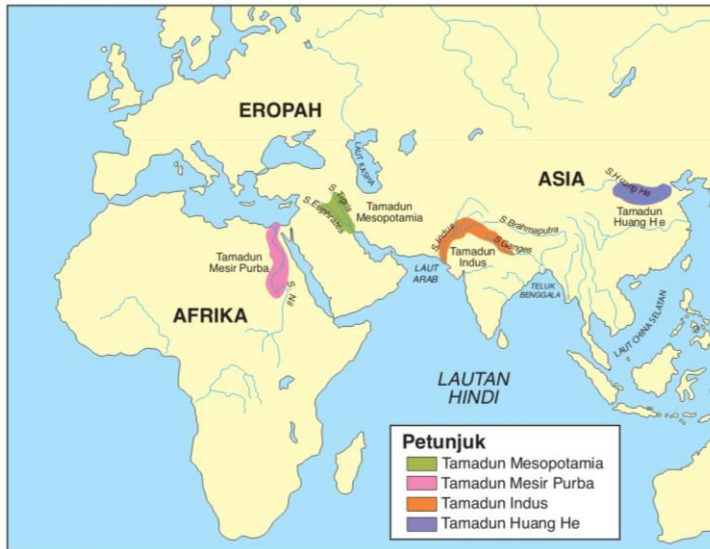 EROPAH
LAUT KASPIA
ASIA
S.Huang He
Tamadun
Huang He
S.Tigris
S.Euphrates
Tamadun
Mesopotamia
S.Indus
S.Brahmaputra
S.Ganges
Tamadun
Indus
Tamadun
Mesir Purba
S. Nil
LAUT
ARAB
TELUK
BENGGALA
LAUT CHINA SELATAN
AFRIKA
LAUTAN
HINDI
Petunjuk
Tamadun Mesopotamia
Tamadun Mesir Purba
Tamadun Indus
Tamadun Huang He